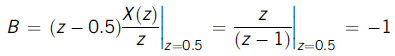 B = (z − 0.5) X(z)/z |z=0.5 = z/(z − 1) |z=0.5 = −1